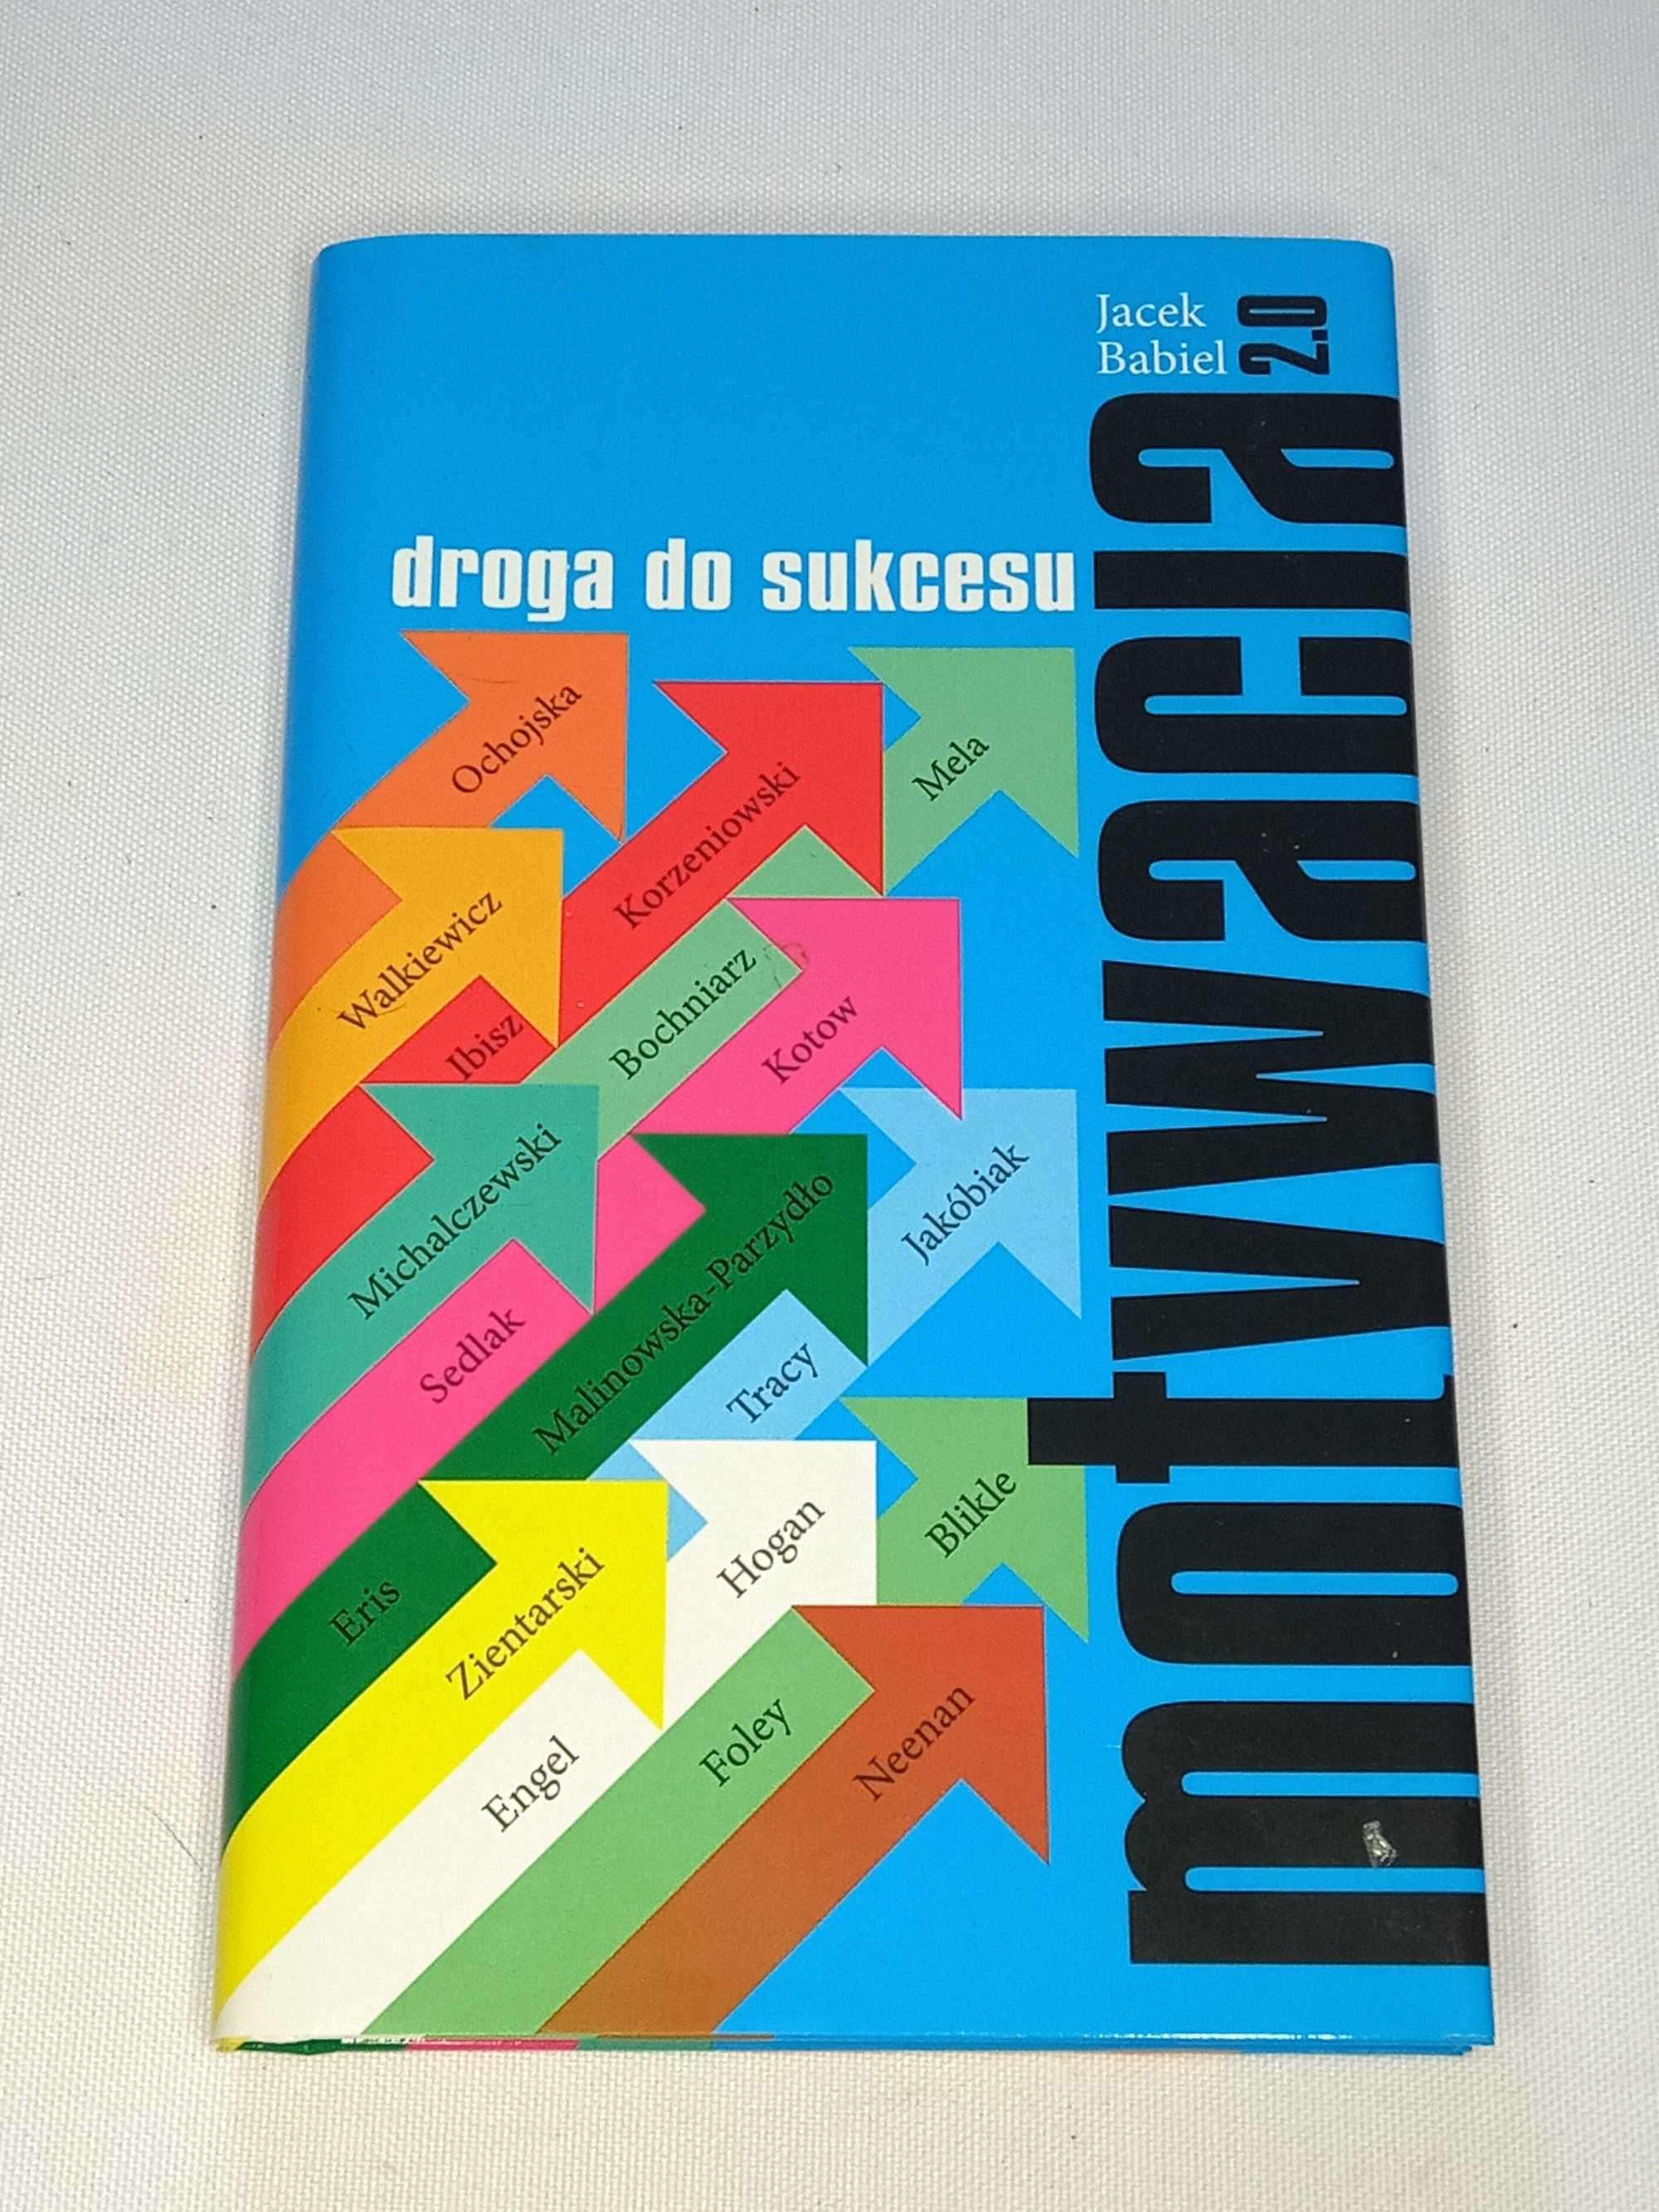 Jacek
Babiel
motywacja 2.0
droga do sukcesu
Ochojska
Korzeniowski
Mela
Walkiewicz
Ibisz
Bochniarz
Kotow
Michalczewski
Jakóbiak
Sedlak
Malinowska-Parzydło
Tracy
Blikle
Eris
Zientarski
Hogan
Engel
Foley
Neenan